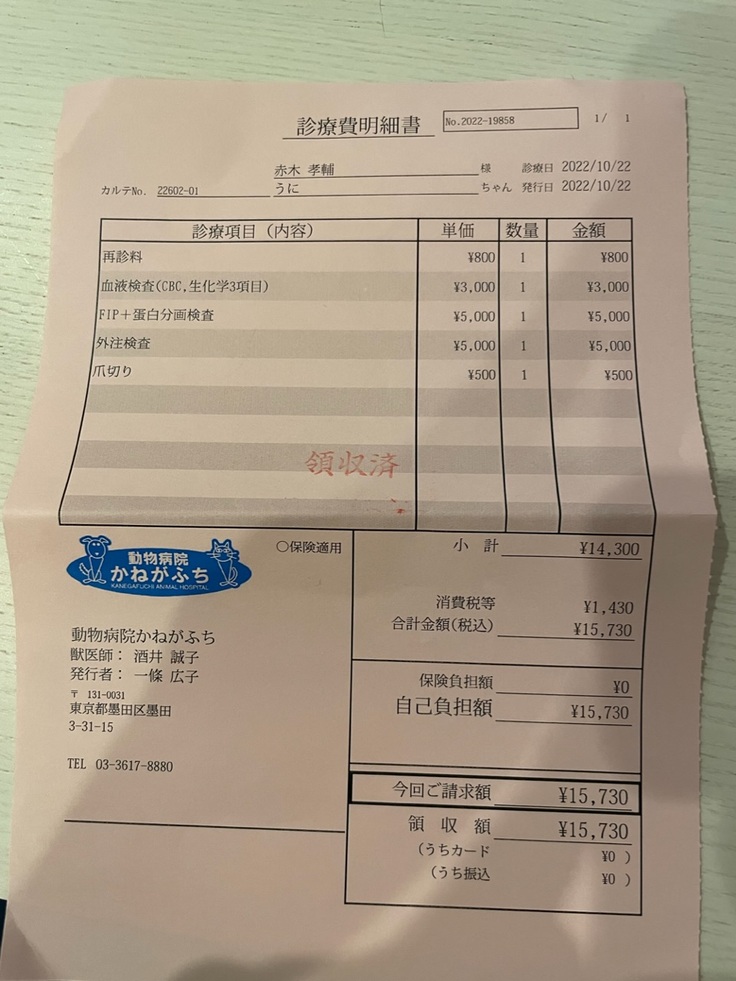 診療費明細書 No.2022-19858 1/ 1
赤木 孝輔 様 診療日 2022/10/22
カルテNo. 22602-01 うに ちゃん 発行日 2022/10/22
診療項目(内容) 単価 数量 金額
再診料 ¥800 1 ¥800
血液検査(CBC,生化学3項目) ¥3,000 1 ¥3,000
FIP+蛋白分画検査 ¥5,000 1 ¥5,000
外注検査 ¥5,000 1 ¥5,000
爪切り ¥500 1 ¥500
領収済
動物病院
かねがふち
KANEGAFUCHI ANIMAL HOSPITAL
○保険適用
動物病院かねがふち
獣医師: 酒井 誠子
発行者: 一條 広子
〒 131-0031
東京都墨田区墨田
3-31-15
TEL 03-3617-8880
小 計 ¥14,300
消費税等 ¥1,430
合計金額(税込) ¥15,730
保険負担額 ¥0
自己負担額 ¥15,730
今回ご請求額 ¥15,730
領 収 額 ¥15,730
(うちカード ¥0 )
(うち振込 ¥0 )